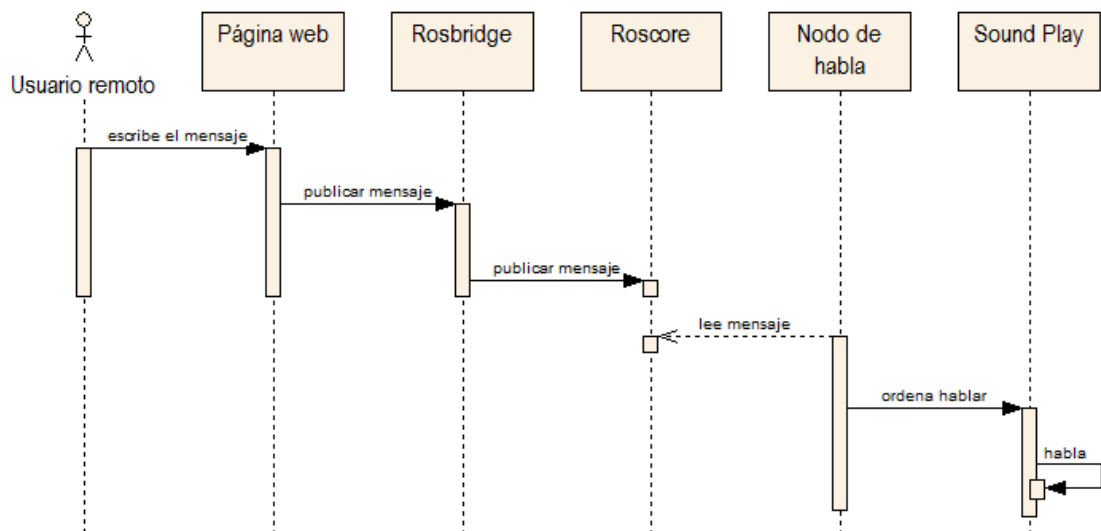 Usuario remoto
Página web
Rosbridge
Roscore
Nodo de
habla
Sound Play
escribe el mensaje
publicar mensaje
publicar mensaje
lee mensaje
ordena hablar
habla